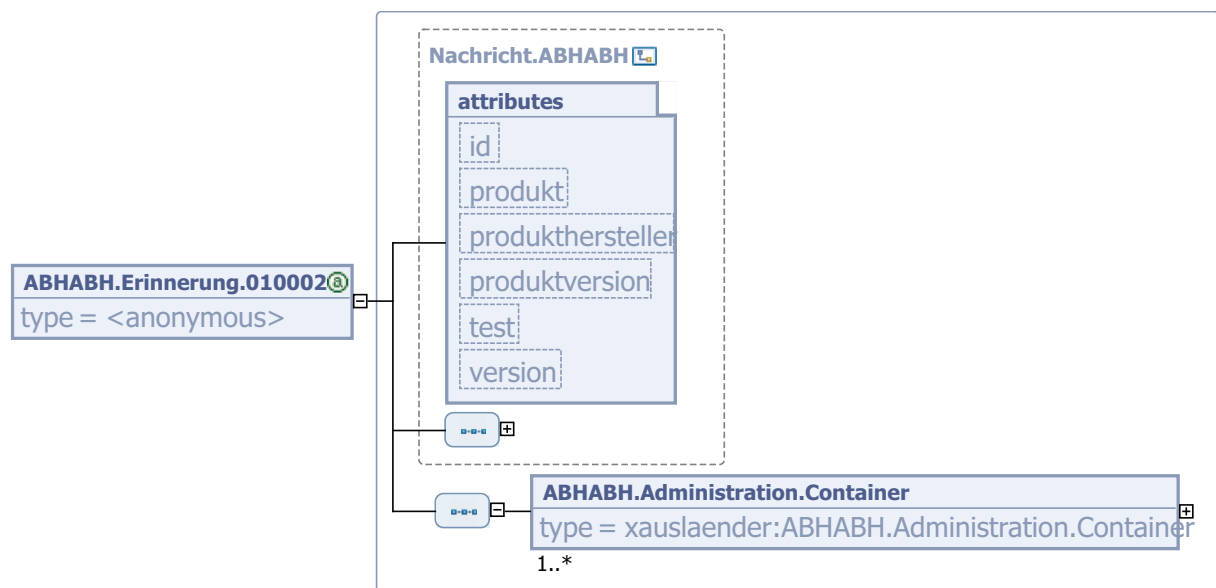 Nachricht.ABHABH
attributes
id
produkt
produkthersteller
produktversion
test
version
ABHABH.Erinnerung.010002 a
type = <anonymous>
ABHABH.Administration.Container
type = xauslaender:ABHABH.Administration.Container
1..*